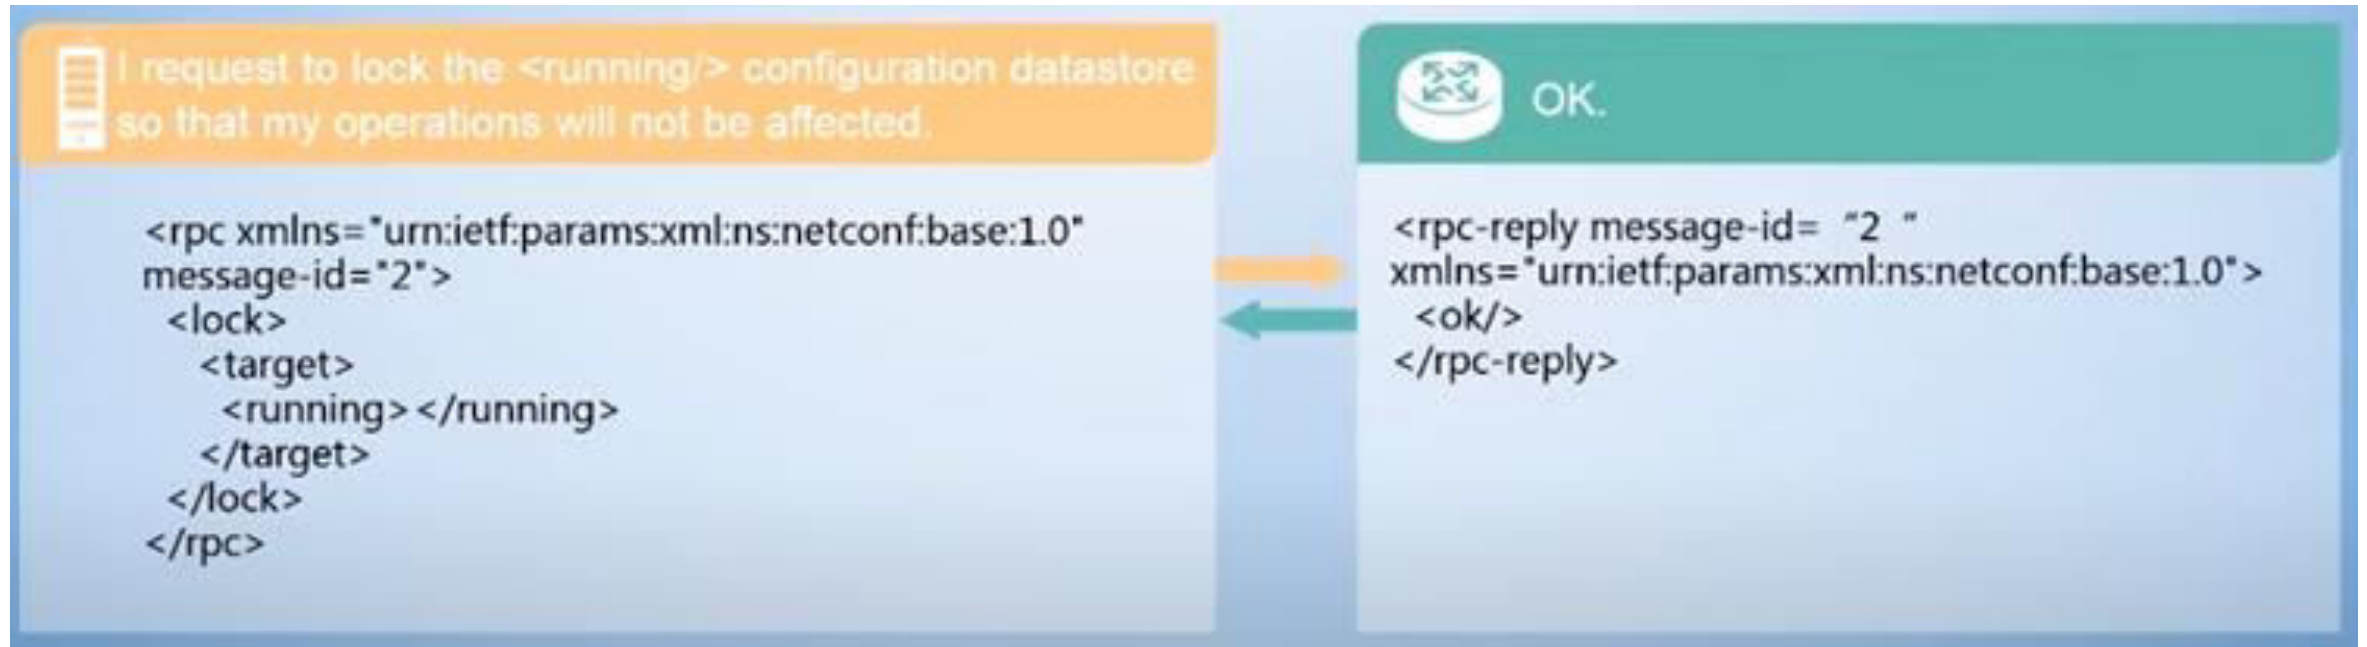 I request to lock the <running/> configuration datastore
so that my operations will not be affected.
<rpc xmlns="urn:ietf:params:xml:ns:netconf:base:1.0"
message-id="2">
<lock>
<target>
<running></running>
</target>
</lock>
</rpc>
OK.
<rpc-reply message-id= “2 “
xmlns="urn:ietf:params:xml:ns:netconf:base:1.0">
<ok/>
</rpc-reply>